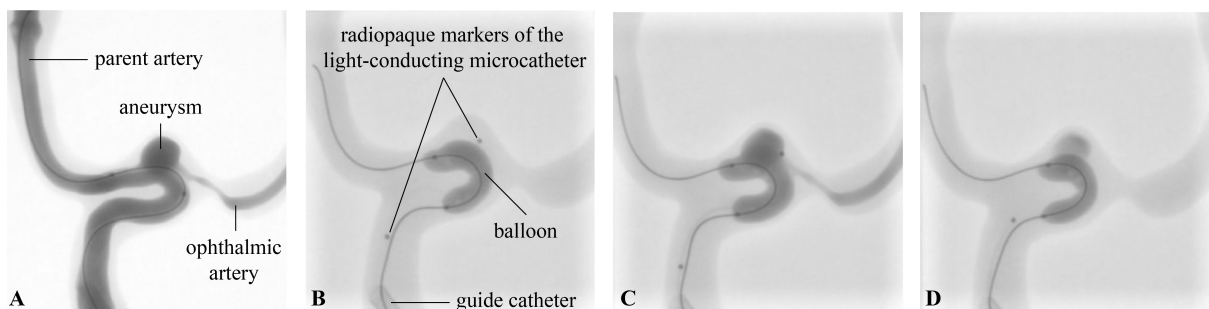 parent artery
aneurysm
ophthalmic
artery
A
radiopaque markers of the
light-conducting microcatheter
balloon
guide catheter
B
C
D